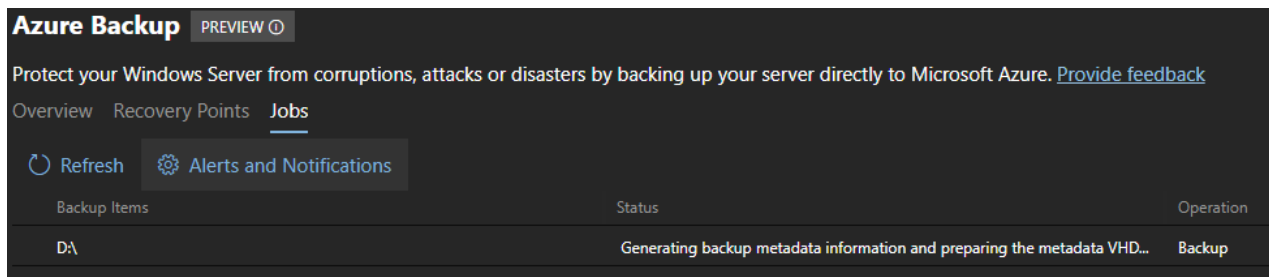 Azure Backup PREVIEW
Protect your Windows Server from corruptions, attacks or disasters by backing up your server directly to Microsoft Azure. Provide feedback
Overview Recovery Points Jobs
Refresh Alerts and Notifications
Backup Items Status Operation
D:\ Generating backup metadata information and preparing the metadata VHD... Backup